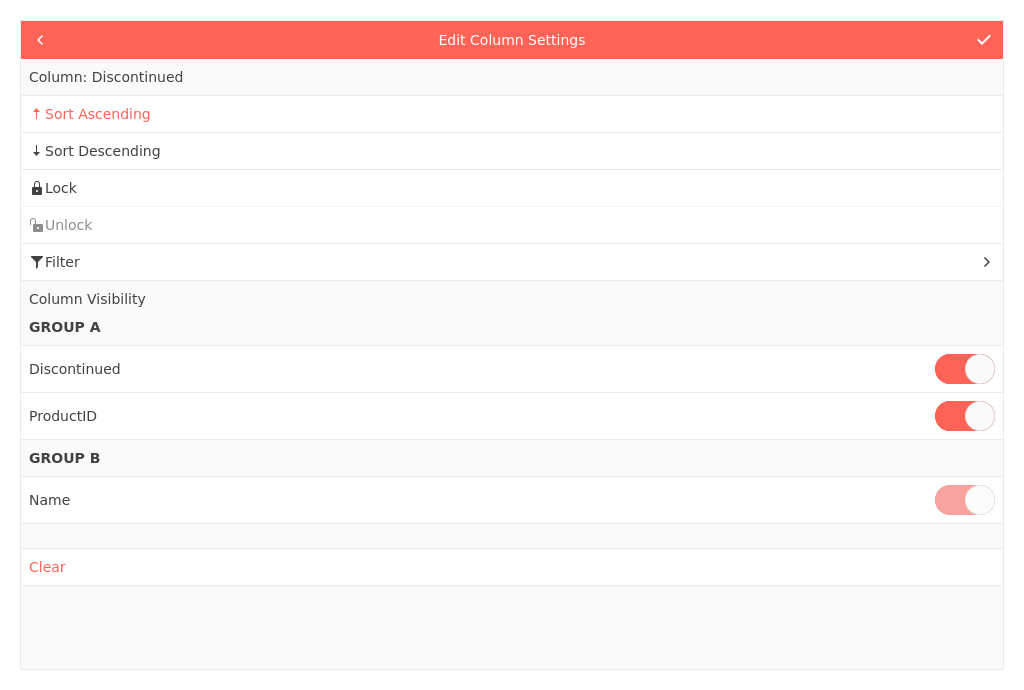 Edit Column Settings
Column: Discontinued
Sort Ascending
Sort Descending
Lock
Unlock
Filter
Column Visibility
GROUP A
Discontinued
ProductID
GROUP B
Name
Clear